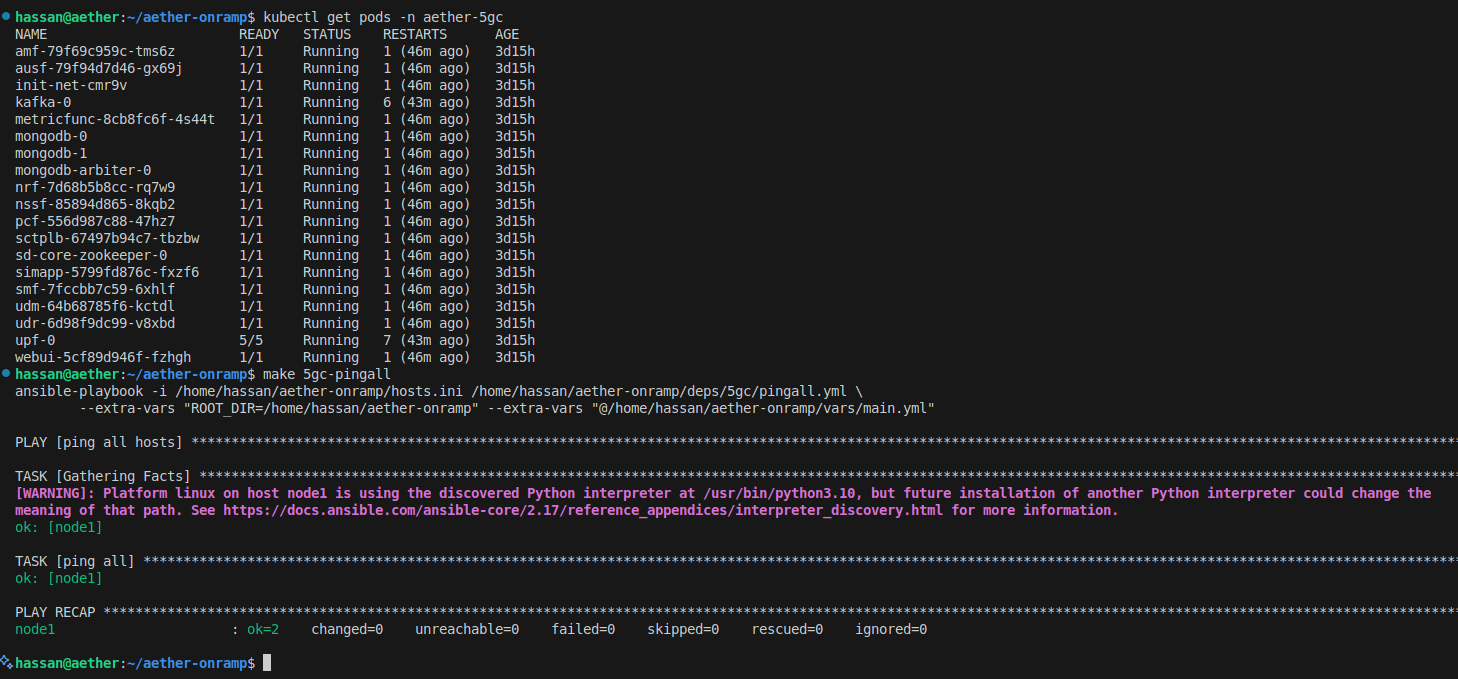 hassan@aether:~/aether-onramp$ kubectl get pods -n aether-5gc
NAME                        READY   STATUS    RESTARTS      AGE
amf-79f69c959c-tms6z        1/1     Running   1 (46m ago)   3d15h
ausf-79f94d7d46-gx69j       1/1     Running   1 (46m ago)   3d15h
init-net-cmr9v              1/1     Running   1 (46m ago)   3d15h
kafka-0                     1/1     Running   6 (43m ago)   3d15h
metricfunc-8cb8fc6f-4s44t   1/1     Running   1 (46m ago)   3d15h
mongodb-0                   1/1     Running   1 (46m ago)   3d15h
mongodb-1                   1/1     Running   1 (46m ago)   3d15h
mongodb-arbiter-0           1/1     Running   1 (46m ago)   3d15h
nrf-7d68b5b8cc-rq7w9        1/1     Running   1 (46m ago)   3d15h
nssf-85894d865-8kqb2        1/1     Running   1 (46m ago)   3d15h
pcf-556d987c88-47hz7        1/1     Running   1 (46m ago)   3d15h
sctplb-67497b94c7-tbzbw     1/1     Running   1 (46m ago)   3d15h
sd-core-zookeeper-0         1/1     Running   1 (46m ago)   3d15h
simapp-5799fd876c-fxzf6     1/1     Running   1 (46m ago)   3d15h
smf-7fccbb7c59-6xhlf        1/1     Running   1 (46m ago)   3d15h
udm-64b68785f6-kctdl        1/1     Running   1 (46m ago)   3d15h
udr-6d98f9dc99-v8xbd        1/1     Running   1 (46m ago)   3d15h
upf-0                       5/5     Running   7 (43m ago)   3d15h
webui-5cf89d946f-fzhgh      1/1     Running   1 (46m ago)   3d15h
hassan@aether:~/aether-onramp$ make 5gc-pingall
ansible-playbook -i /home/hassan/aether-onramp/hosts.ini /home/hassan/aether-onramp/deps/5gc/pingall.yml \
        --extra-vars "ROOT_DIR=/home/hassan/aether-onramp" --extra-vars "@/home/hassan/aether-onramp/vars/main.yml"
PLAY [ping all hosts] **************************************************************************************************************************************************************
TASK [Gathering Facts] *************************************************************************************************************************************************************
[WARNING]: Platform linux on host node1 is using the discovered Python interpreter at /usr/bin/python3.10, but future installation of another Python interpreter could change the
meaning of that path. See https://docs.ansible.com/ansible-core/2.17/reference_appendices/interpreter_discovery.html for more information.
ok: [node1]
TASK [ping all] ********************************************************************************************************************************************************************
ok: [node1]
PLAY RECAP *************************************************************************************************************************************************************************
node1                      : ok=2    changed=0    unreachable=0    failed=0    skipped=0    rescued=0    ignored=0
hassan@aether:~/aether-onramp$